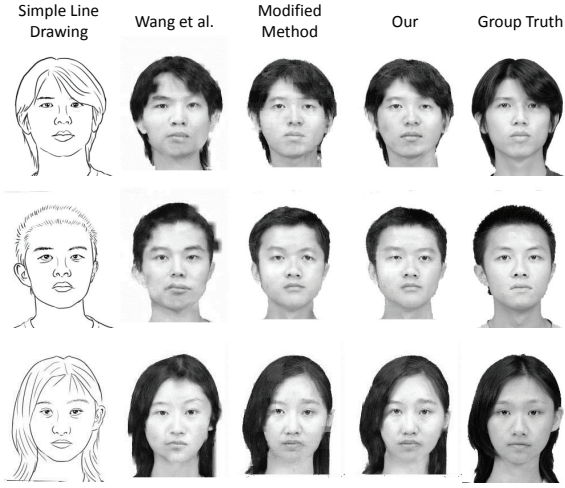 Simple Line
Drawing
Wang et al.
Modified
Method
Our
Group Truth